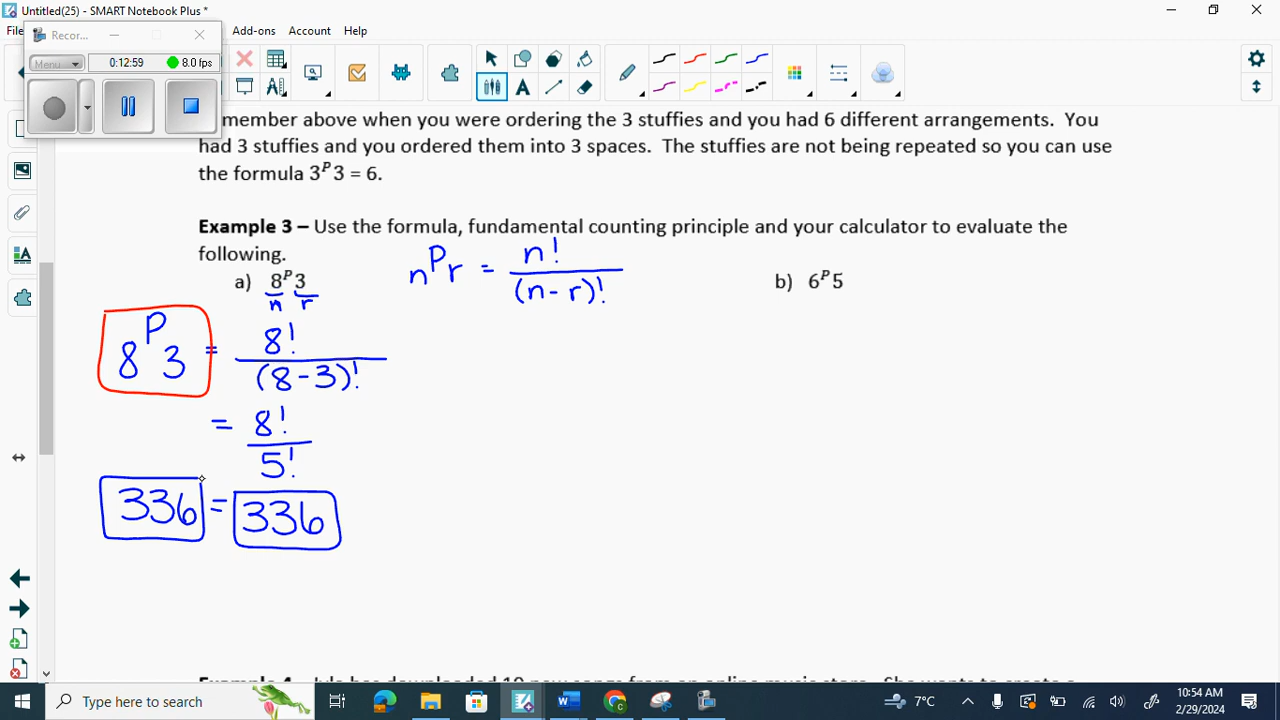 Untitled(25) - SMART Notebook Plus *
File
Add-ons Account Help
Recor...
Menu 0:12:59 8.0 fps
member above when you were ordering the 3 stuffies and you had 6 different arrangements. You
had 3 stuffies and you ordered them into 3 spaces. The stuffies are not being repeated so you can use
the formula 3P3 = 6.
Example 3 – Use the formula, fundamental counting principle and your calculator to evaluate the
following.
a) 8P3
n r
nPr = n! / (n - r)!
b) 6P5
8P3 = 8! / (8 - 3)!
= 8! / 5!
336 = 336
Type here to search
7°C
10:54 AM
2/29/2024